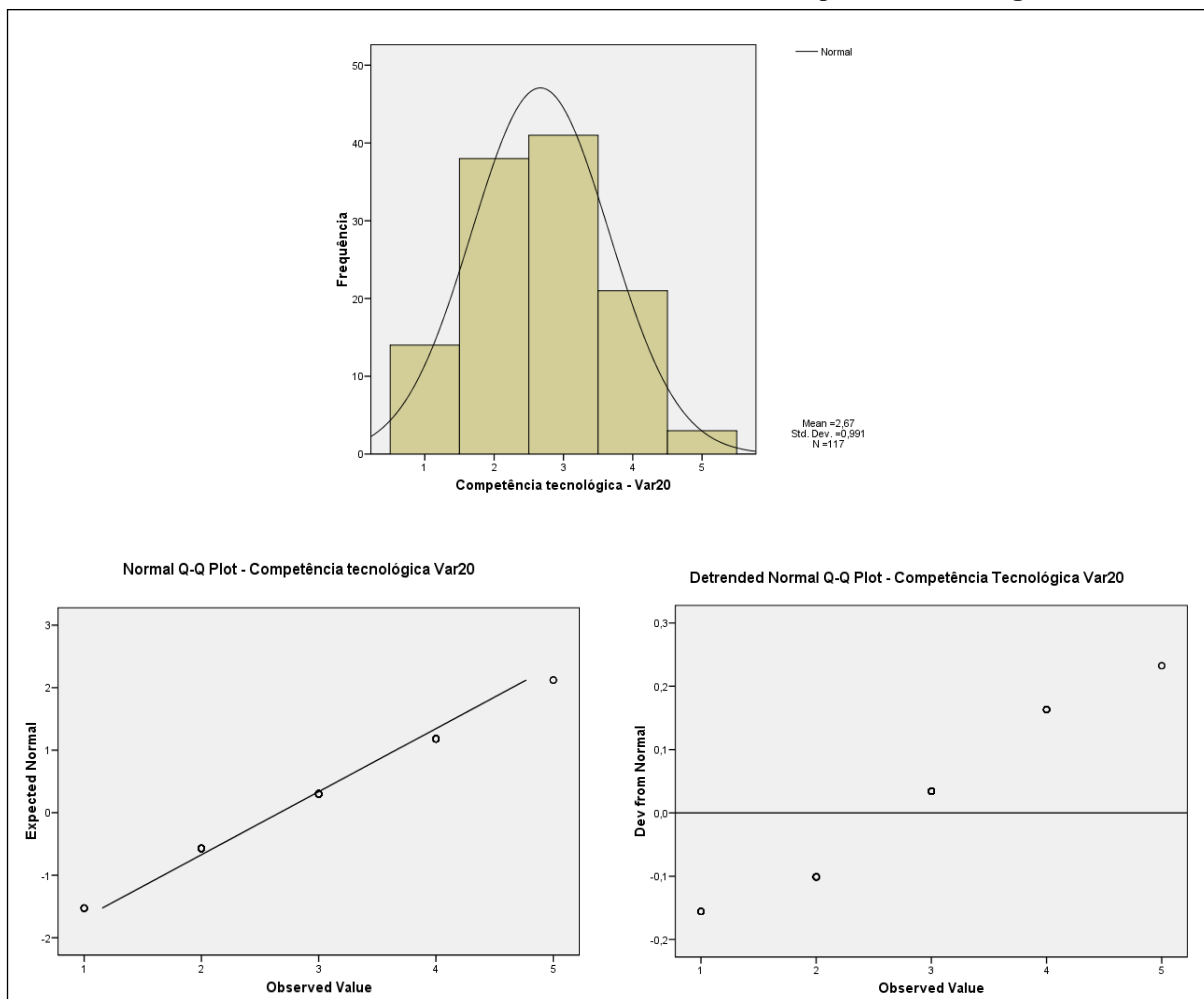 Normal
50
40
30
20
10
0
Frequência
1 2 3 4 5
Competência tecnológica - Var20
Mean =2,67
Std. Dev. =0,991
N =117
Normal Q-Q Plot - Competência tecnológica Var20
3
2
1
0
-1
-2
Expected Normal
1 2 3 4 5
Observed Value
Detrended Normal Q-Q Plot - Competência Tecnológica Var20
0,3
0,2
0,1
0,0
-0,1
-0,2
Dev from Normal
1 2 3 4 5
Observed Value